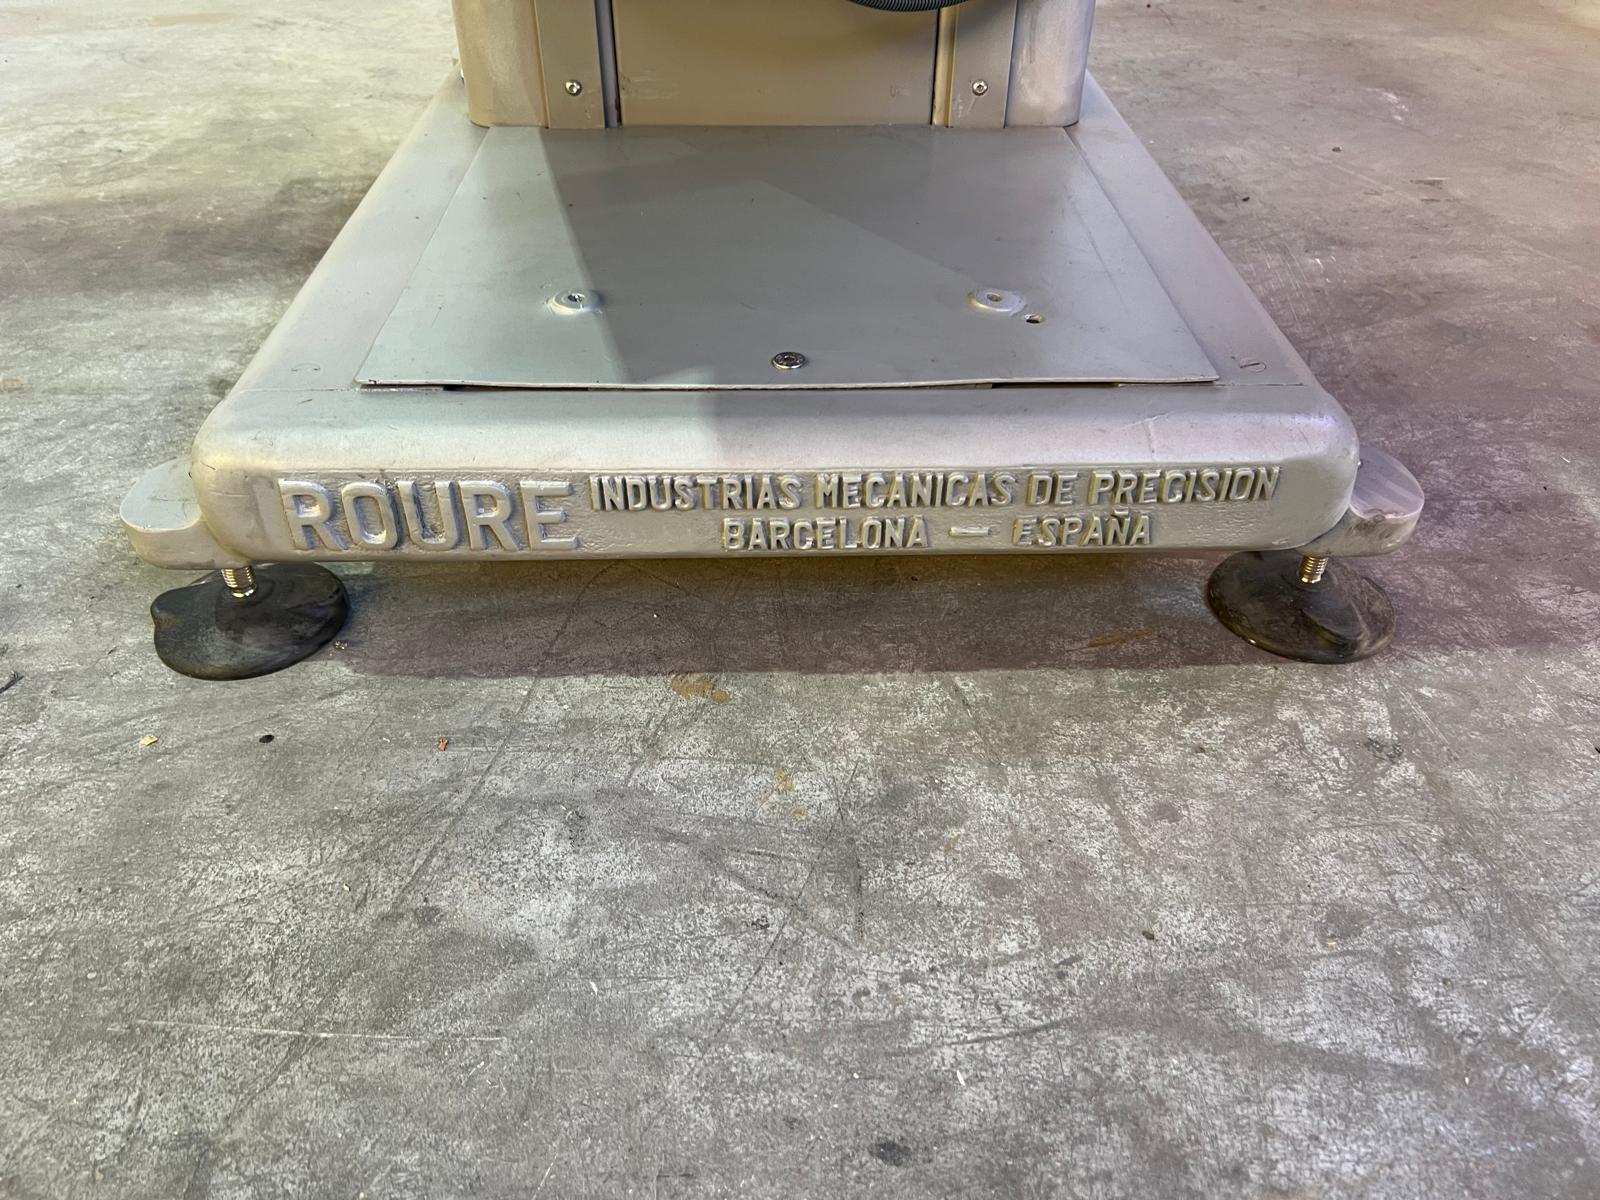 ROURE INDUSTRIAS MECANICAS DE PRECISION
BARCELONA — ESPAÑA